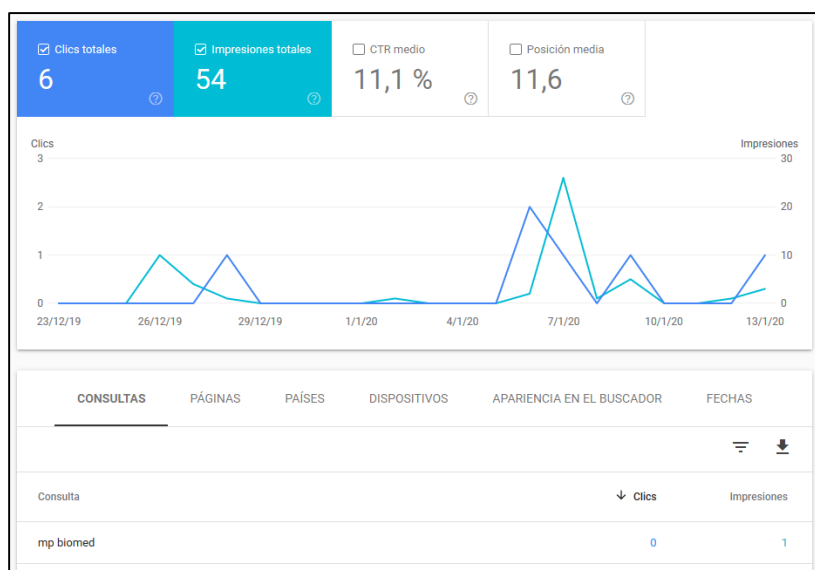 Clics totales
6
Impresiones totales
54
CTR medio
11,1 %
Posición media
11,6
Clics
Impresiones
3
30
2
20
1
10
0
0
23/12/19 26/12/19 29/12/19 1/1/20 4/1/20 7/1/20 10/1/20 13/1/20
CONSULTAS PÁGINAS PAÍSES DISPOSITIVOS APARIENCIA EN EL BUSCADOR FECHAS
Consulta Clics Impresiones
mp biomed 0 1